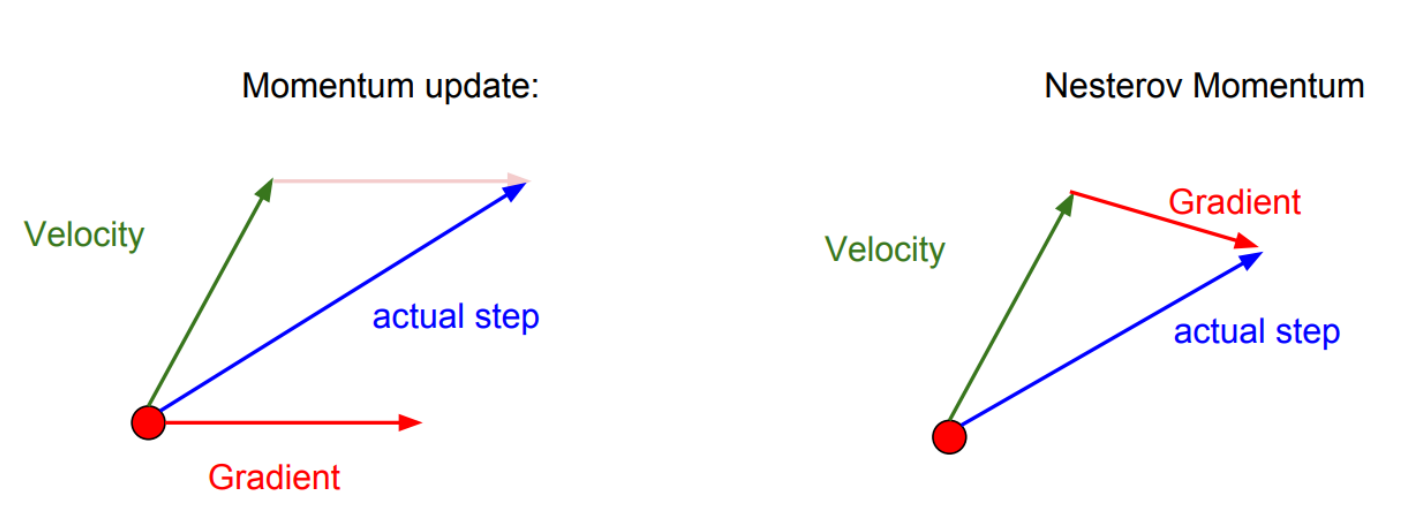 Momentum update:
Velocity
actual step
Gradient
Nesterov Momentum
Gradient
Velocity
actual step